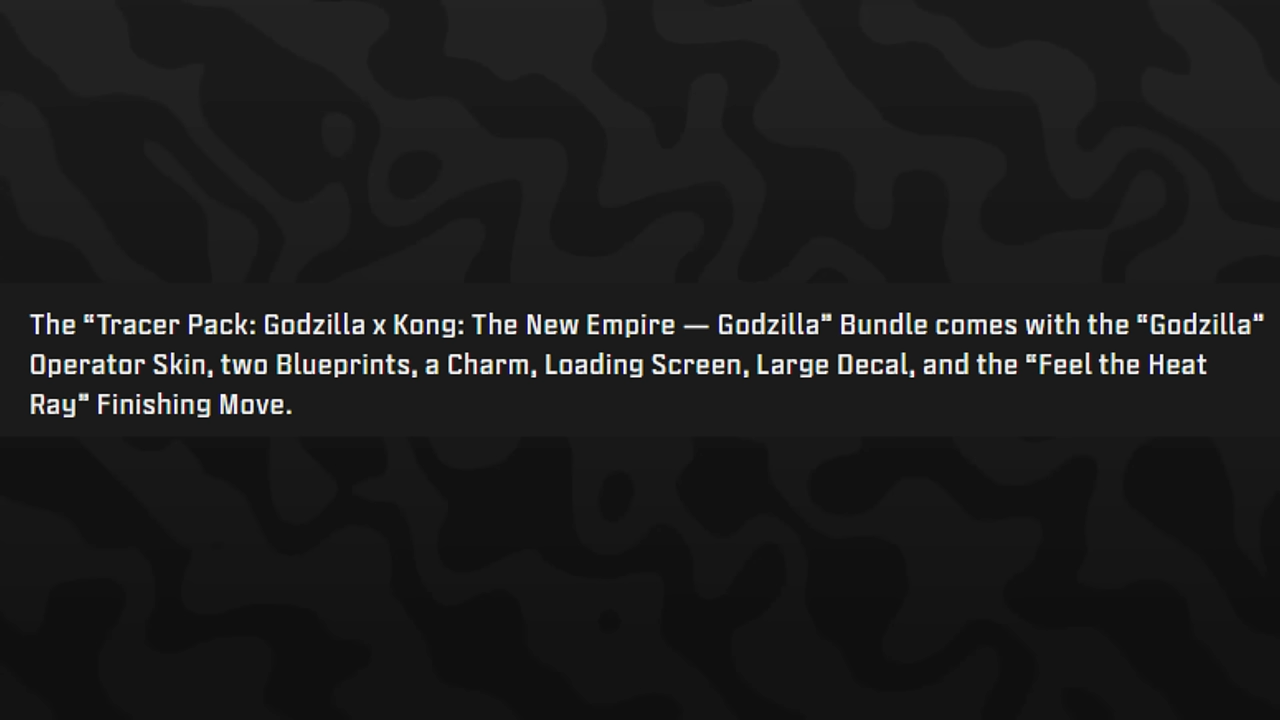 The “Tracer Pack: Godzilla x Kong: The New Empire — Godzilla” Bundle comes with the “Godzilla”
Operator Skin, two Blueprints, a Charm, Loading Screen, Large Decal, and the “Feel the Heat
Ray” Finishing Move.